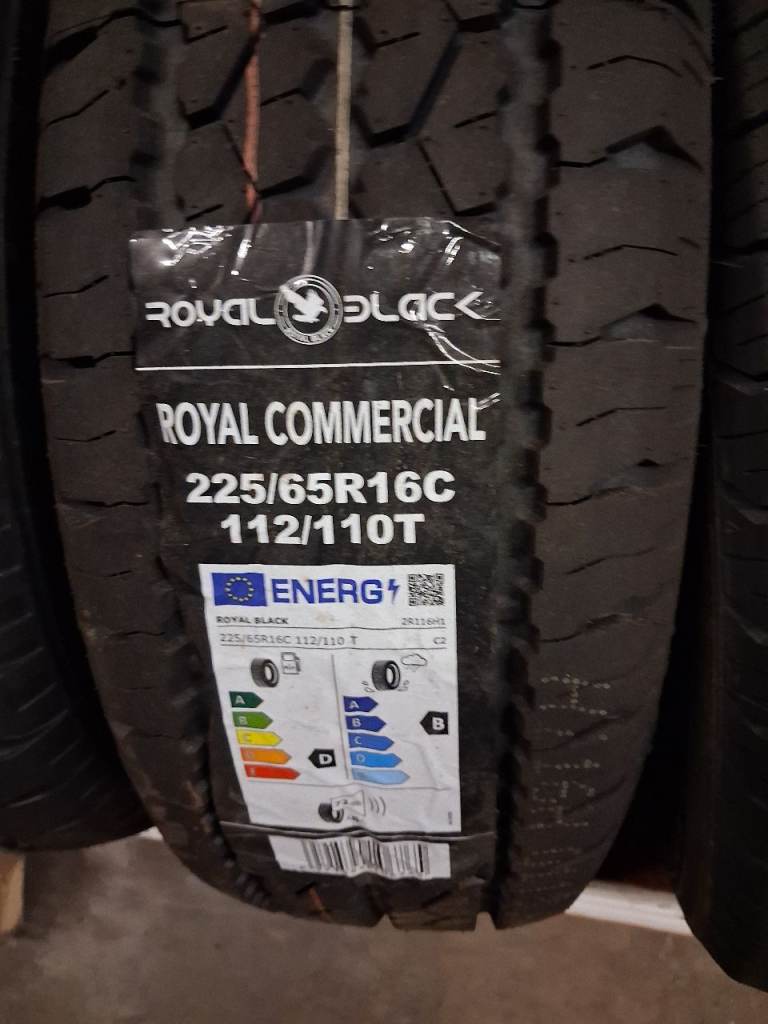 ROYAL BLACK
ROYAL COMMERCIAL
225/65R16C
112/110T
ENERG
ROYAL BLACK 2R116H1
225/65R16C 112/110 T C2
A A
B B B
C C
D D D
E